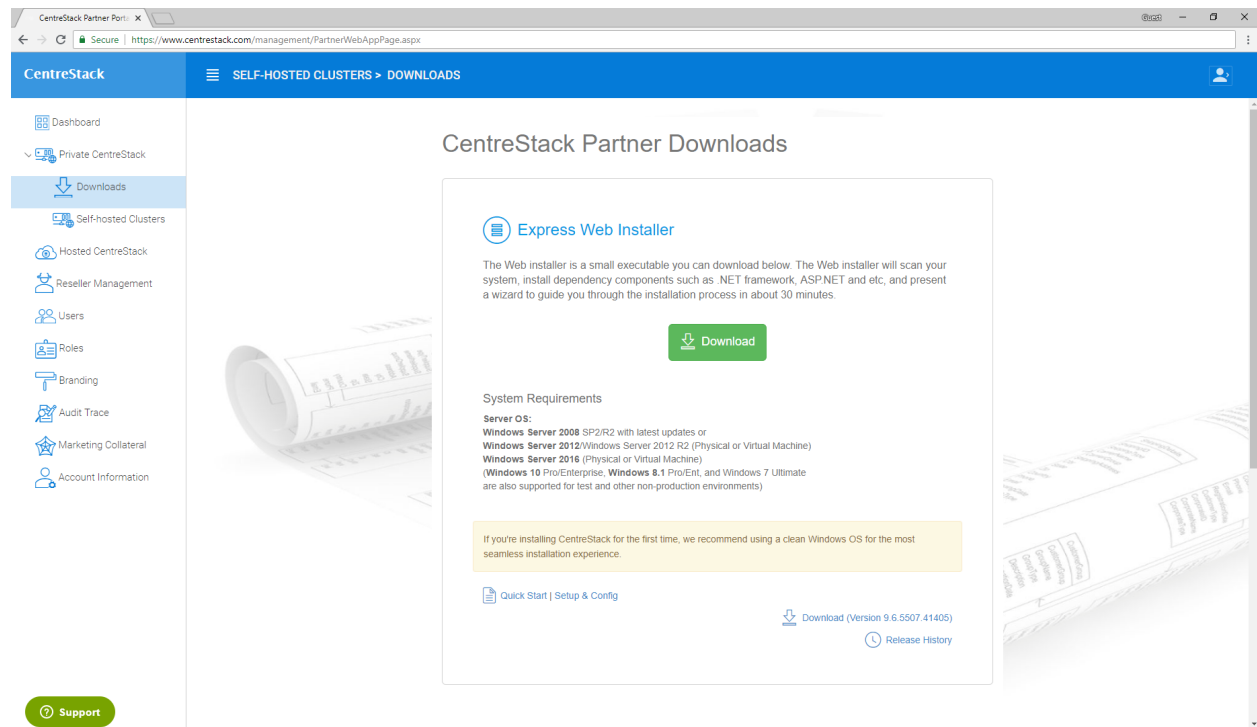 CentreStack Partner Porta
Guest
Secure | https://www.centrestack.com/management/PartnerWebAppPage.aspx
CentreStack
SELF-HOSTED CLUSTERS > DOWNLOADS
Dashboard
Private CentreStack
Downloads
Self-hosted Clusters
Hosted CentreStack
Reseller Management
Users
Roles
Branding
Audit Trace
Marketing Collateral
Account Information
Support
CentreStack Partner Downloads
Express Web Installer
The Web installer is a small executable you can download below. The Web installer will scan your
system, install dependency components such as .NET framework, ASP.NET and etc, and present
a wizard to guide you through the installation process in about 30 minutes.
Download
System Requirements
Server OS:
Windows Server 2008 SP2/R2 with latest updates or
Windows Server 2012/Windows Server 2012 R2 (Physical or Virtual Machine)
Windows Server 2016 (Physical or Virtual Machine)
(Windows 10 Pro/Enterprise, Windows 8.1 Pro/Ent, and Windows 7 Ultimate
are also supported for test and other non-production environments)
If you're installing CentreStack for the first time, we recommend using a clean Windows OS for the most
seamless installation experience.
Quick Start | Setup & Config
Download (Version 9.6.5507.41405)
Release History